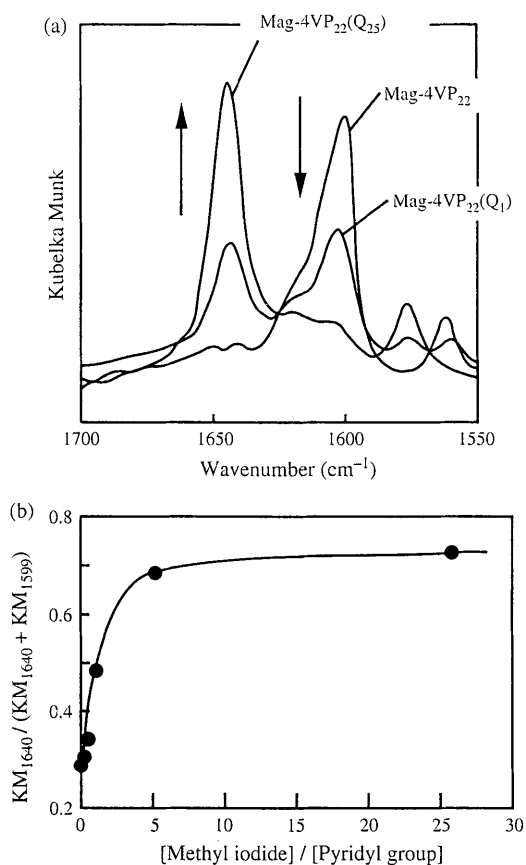 (a)
Mag-4VP22(Q25)
Mag-4VP22
Mag-4VP22(Q1)
Kubelka Munk
1700 1650 1600 1550
Wavenumber (cm−1)
(b)
KM1640 / (KM1640 + KM1599)
0.8
0.6
0.4
0.2
0 5 10 15 20 25 30
[Methyl iodide] / [Pyridyl group]